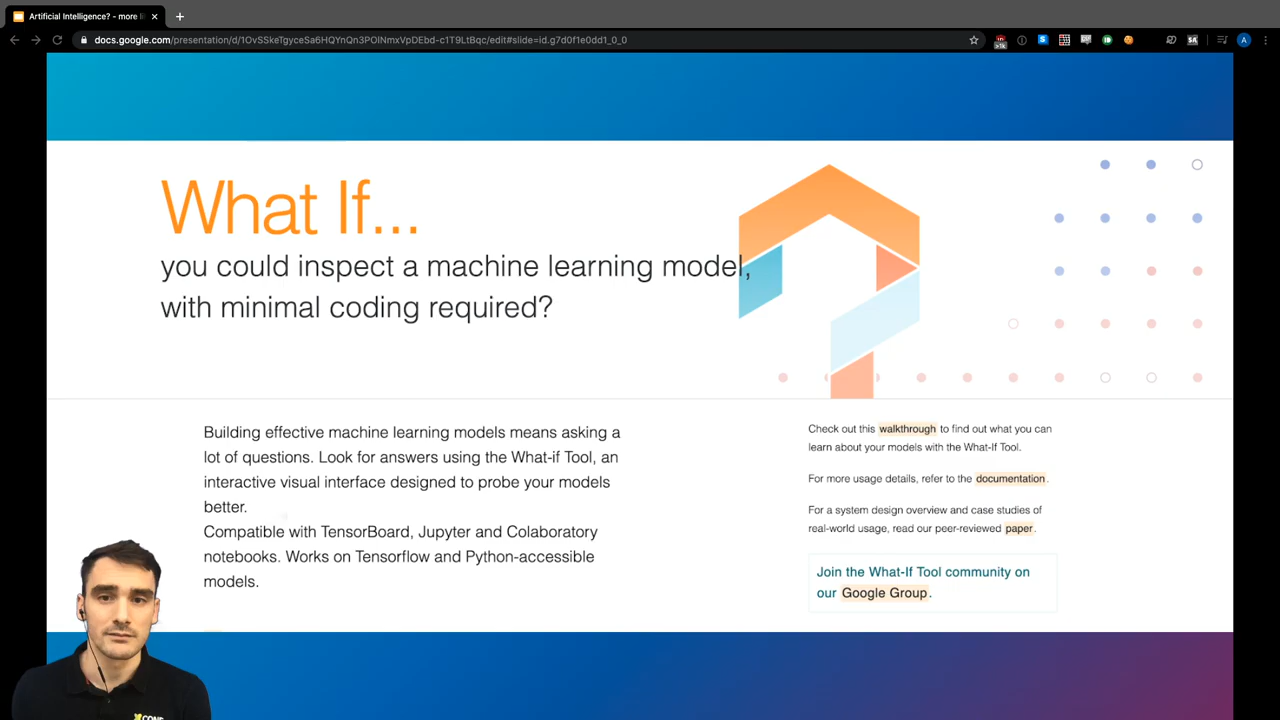 Artificial Intelligence? - more li
docs.google.com/presentation/d/1OvSSkeTgyceSa6HQYnQn3POlNmxVpDEbd-c1T9LtBqc/edit#slide=id.g7d0f1e0dd1_0_0
>1k
A
What If...
you could inspect a machine learning model,
with minimal coding required?
Building effective machine learning models means asking a
lot of questions. Look for answers using the What-if Tool, an
interactive visual interface designed to probe your models
better.
Compatible with TensorBoard, Jupyter and Colaboratory
notebooks. Works on Tensorflow and Python-accessible
models.
Check out this walkthrough to find out what you can
learn about your models with the What-If Tool.
For more usage details, refer to the documentation.
For a system design overview and case studies of
real-world usage, read our peer-reviewed paper.
Join the What-If Tool community on
our Google Group.